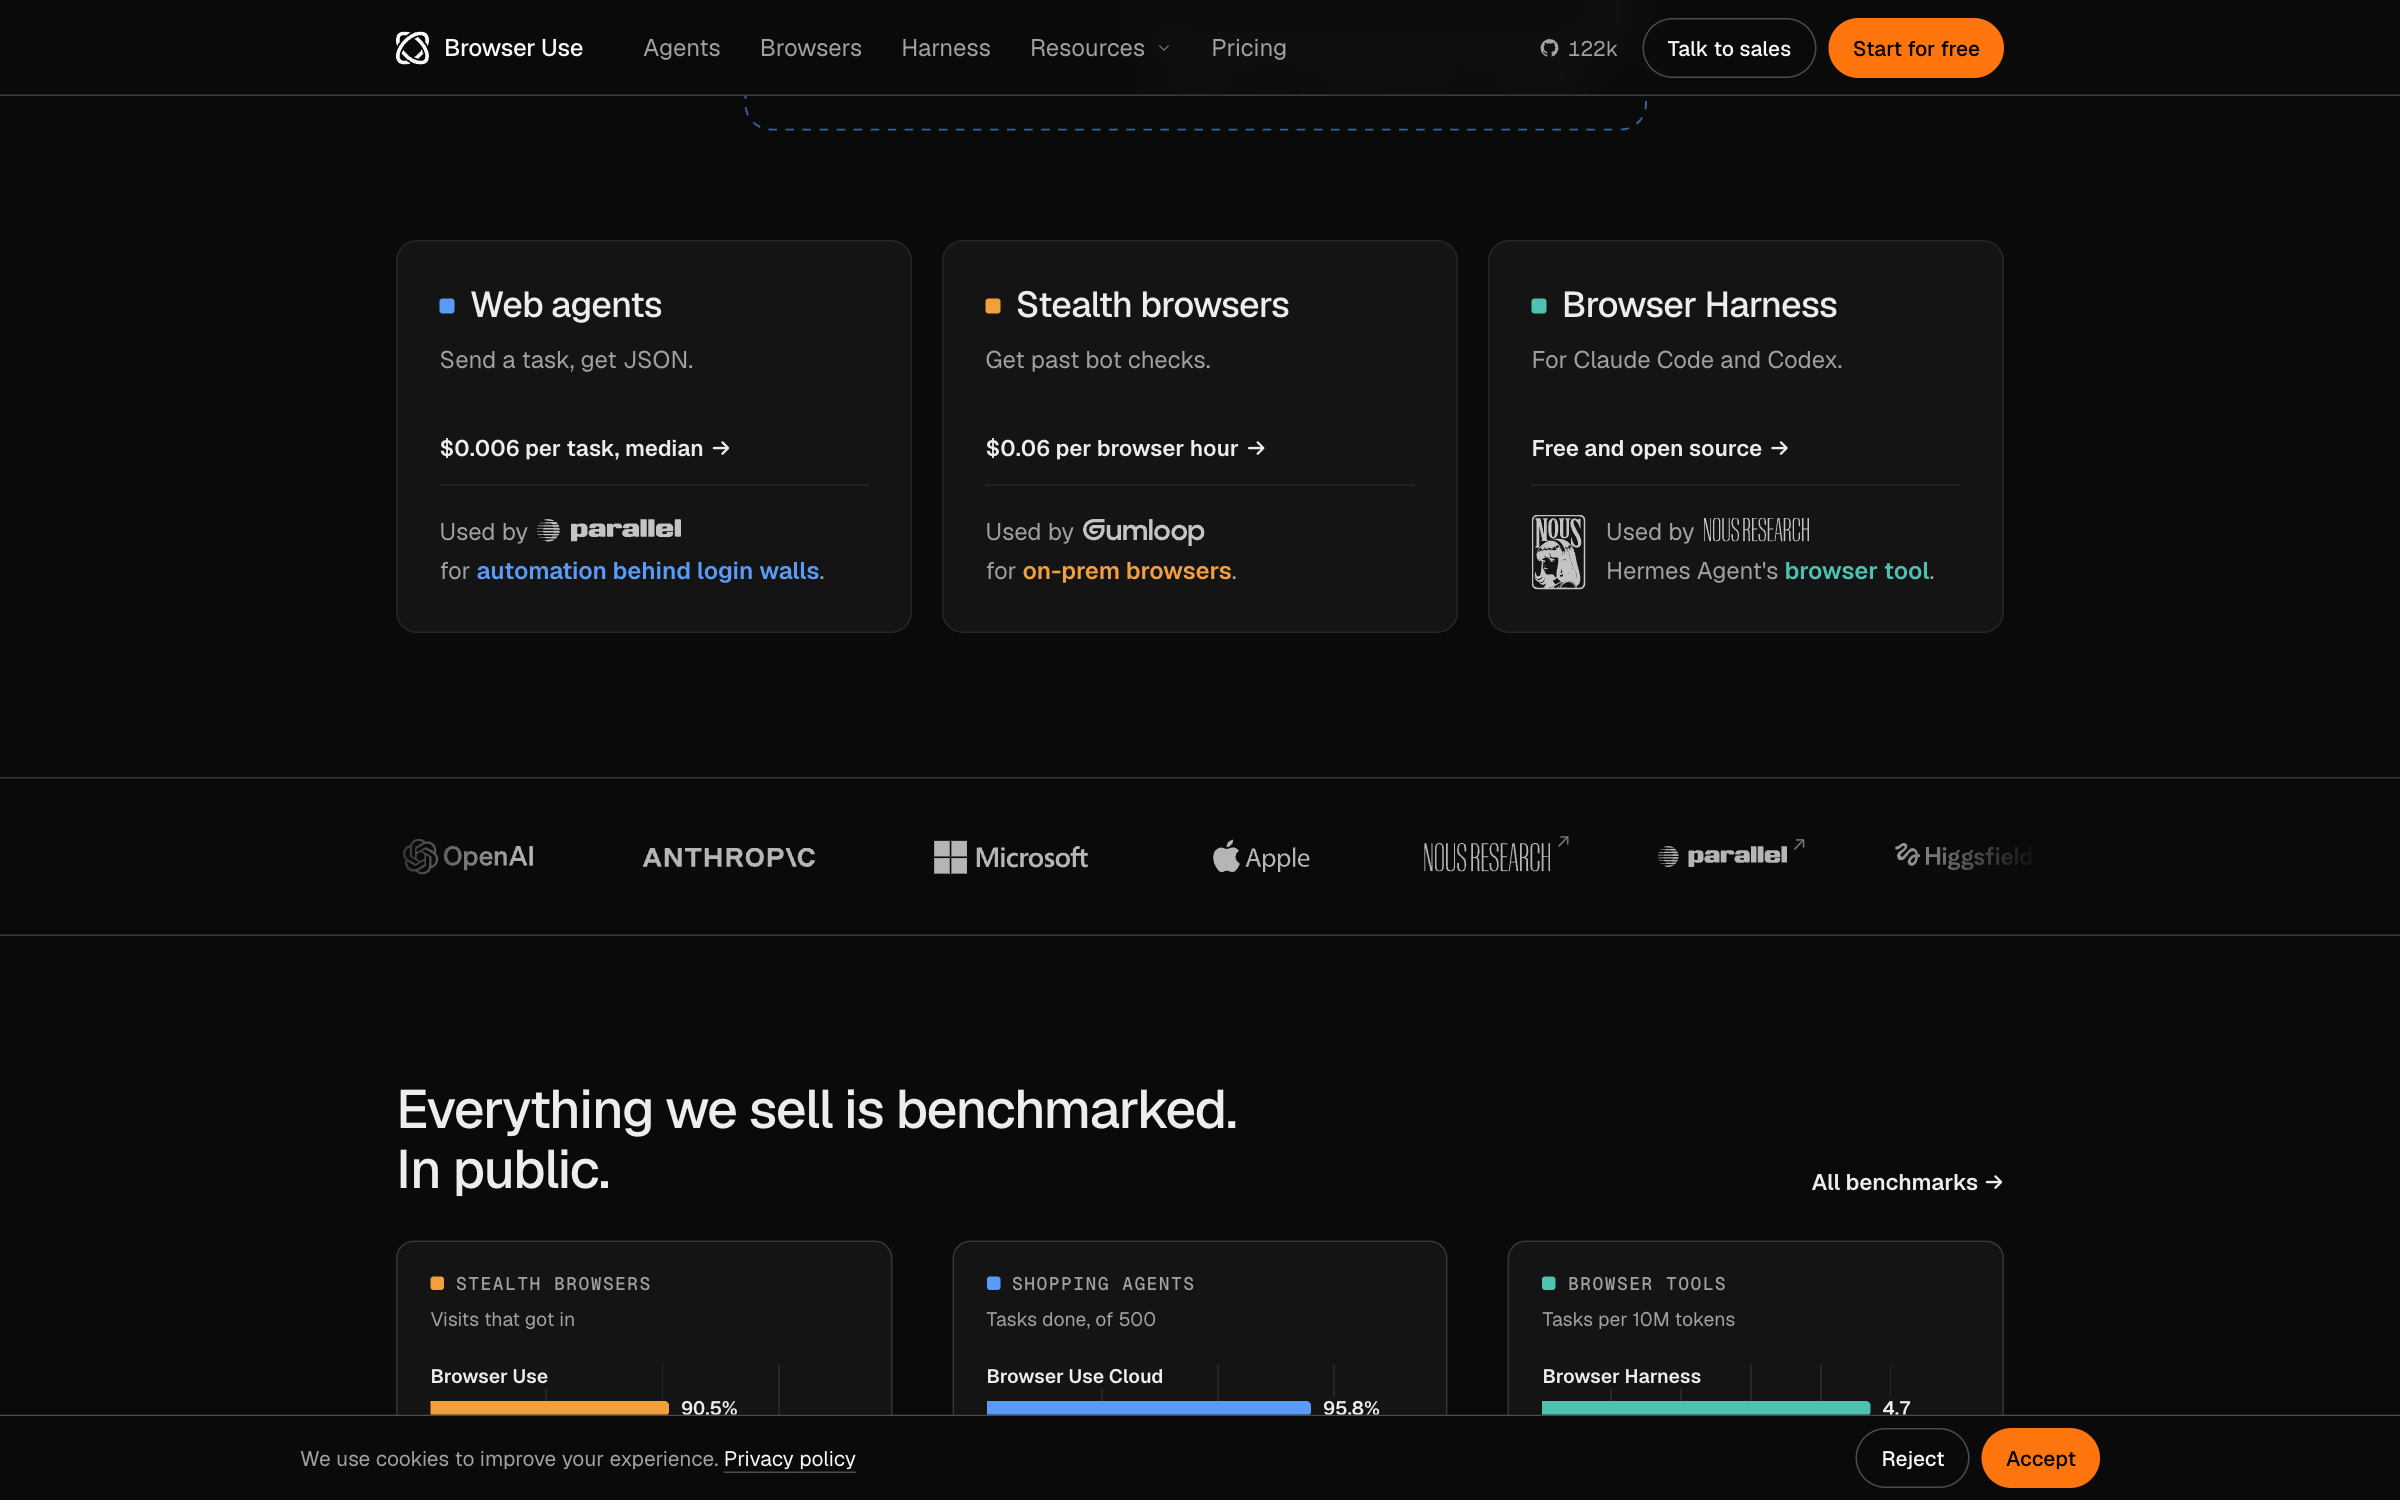 Browser Use
Agents
Browsers
Harness
Resources
Pricing
122k
Talk to sales
Start for free
Web agents
Send a task, get JSON.
$0.006 per task, median →
Used by parallel
for automation behind login walls.
Stealth browsers
Get past bot checks.
$0.06 per browser hour →
Used by Gumloop
for on-prem browsers.
Browser Harness
For Claude Code and Codex.
Free and open source →
NOUS
Used by NOUS RESEARCH
Hermes Agent's browser tool.
OpenAI
ANTHROP\C
Microsoft
Apple
NOUS RESEARCH ↗
parallel ↗
Higgsfield
Everything we sell is benchmarked.
In public.
All benchmarks →
STEALTH BROWSERS
Visits that got in
Browser Use
90.5%
SHOPPING AGENTS
Tasks done, of 500
Browser Use Cloud
95.8%
BROWSER TOOLS
Tasks per 10M tokens
Browser Harness
4.7
We use cookies to improve your experience. Privacy policy
Reject
Accept